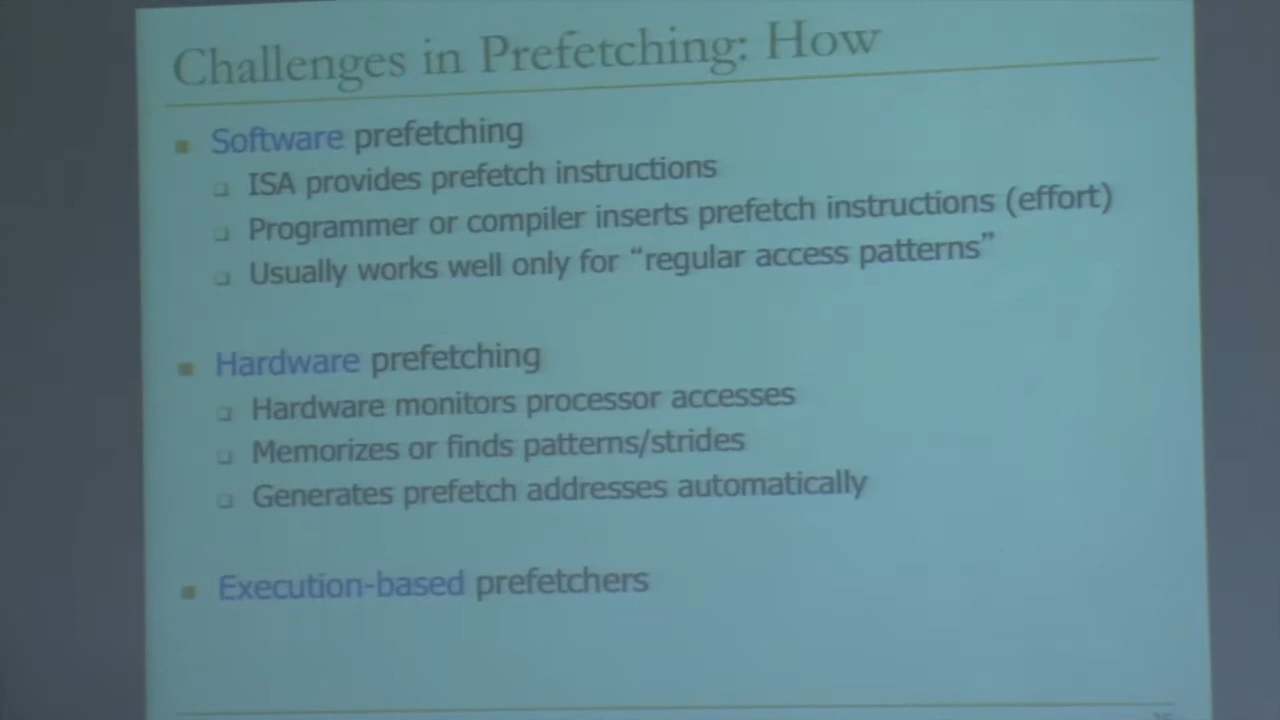 Challenges in Prefetching: How
Software prefetching
ISA provides prefetch instructions
Programmer or compiler inserts prefetch instructions (effort)
Usually works well only for “regular access patterns”
Hardware prefetching
Hardware monitors processor accesses
Memorizes or finds patterns/strides
Generates prefetch addresses automatically
Execution-based prefetchers